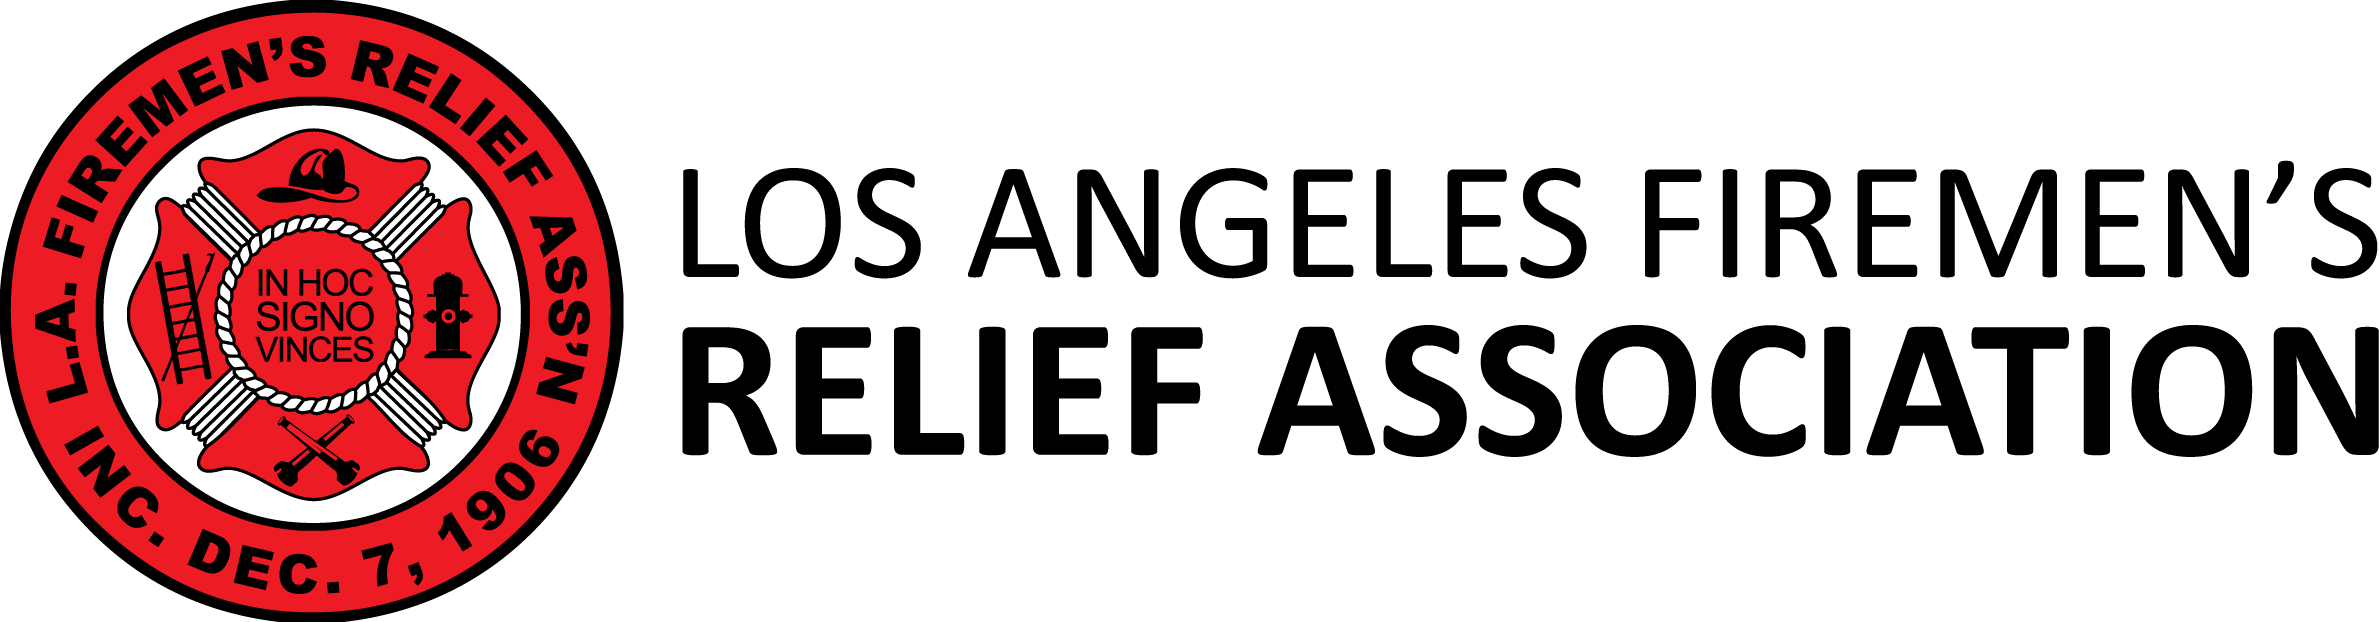 L.A. FIREMEN'S RELIEF ASS'N
INC. DEC. 7, 1906
IN HOC
SIGNO
VINCES
LOS ANGELES FIREMEN'S
RELIEF ASSOCIATION